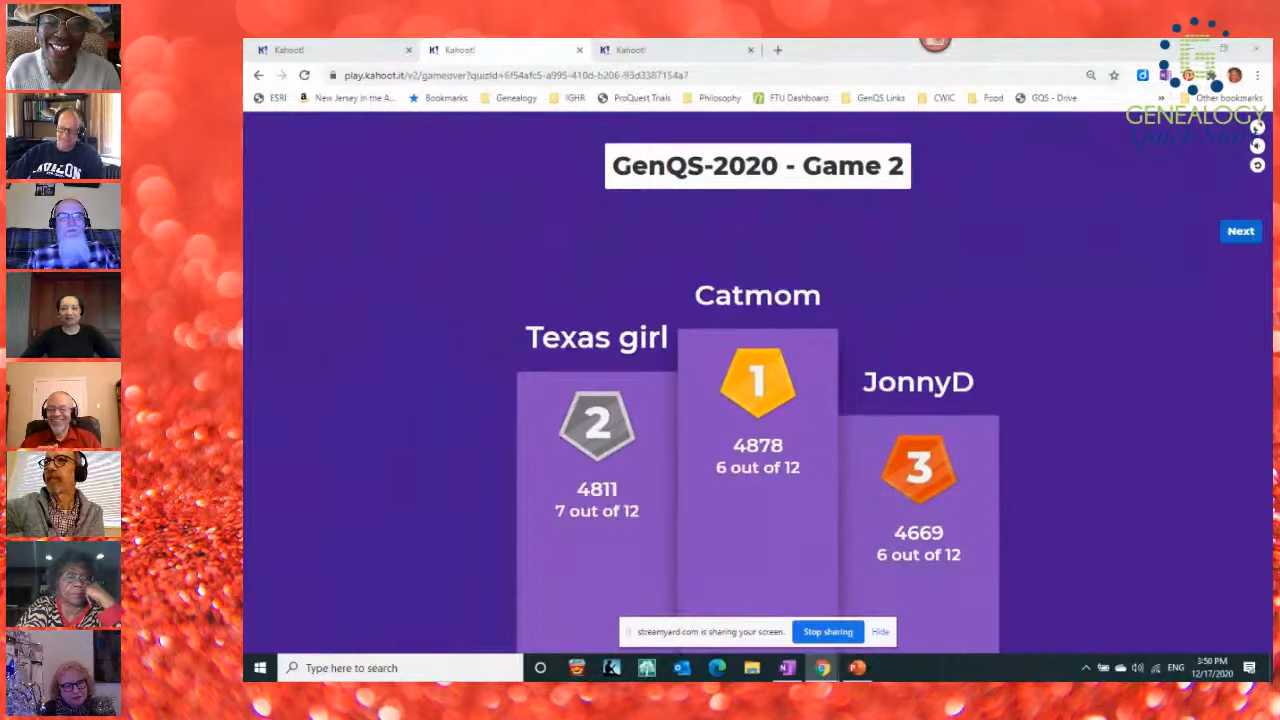 K! Kahoot!
K! Kahoot!
K! Kahoot!
play.kahoot.it/v2/gameover?quizId=6f54afc5-a995-410d-b206-93d3387154a7
ESRI
New Jersey in the A...
Bookmarks
Genealogy
IGHR
ProQuest Trials
Philosophy
FTU Dashboard
GenQS Links
CWIC
Food
GQS - Drive
»
Other bookmarks
GENEALOGY
Quick Start
GenQS-2020 - Game 2
Next
Catmom
Texas girl
JonnyD
1
4878
6 out of 12
2
4811
7 out of 12
3
4669
6 out of 12
streamyard.com is sharing your screen.
Stop sharing
Hide
Type here to search
ENG
3:50 PM
12/17/2020